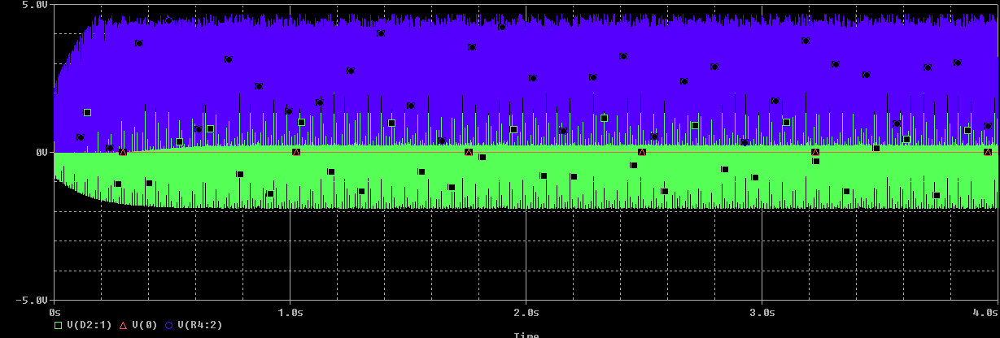 5.0V
0V
-5.0V
0s 1.0s 2.0s 3.0s 4.0s
V(D2:1) V(0) V(R4:2)
Time